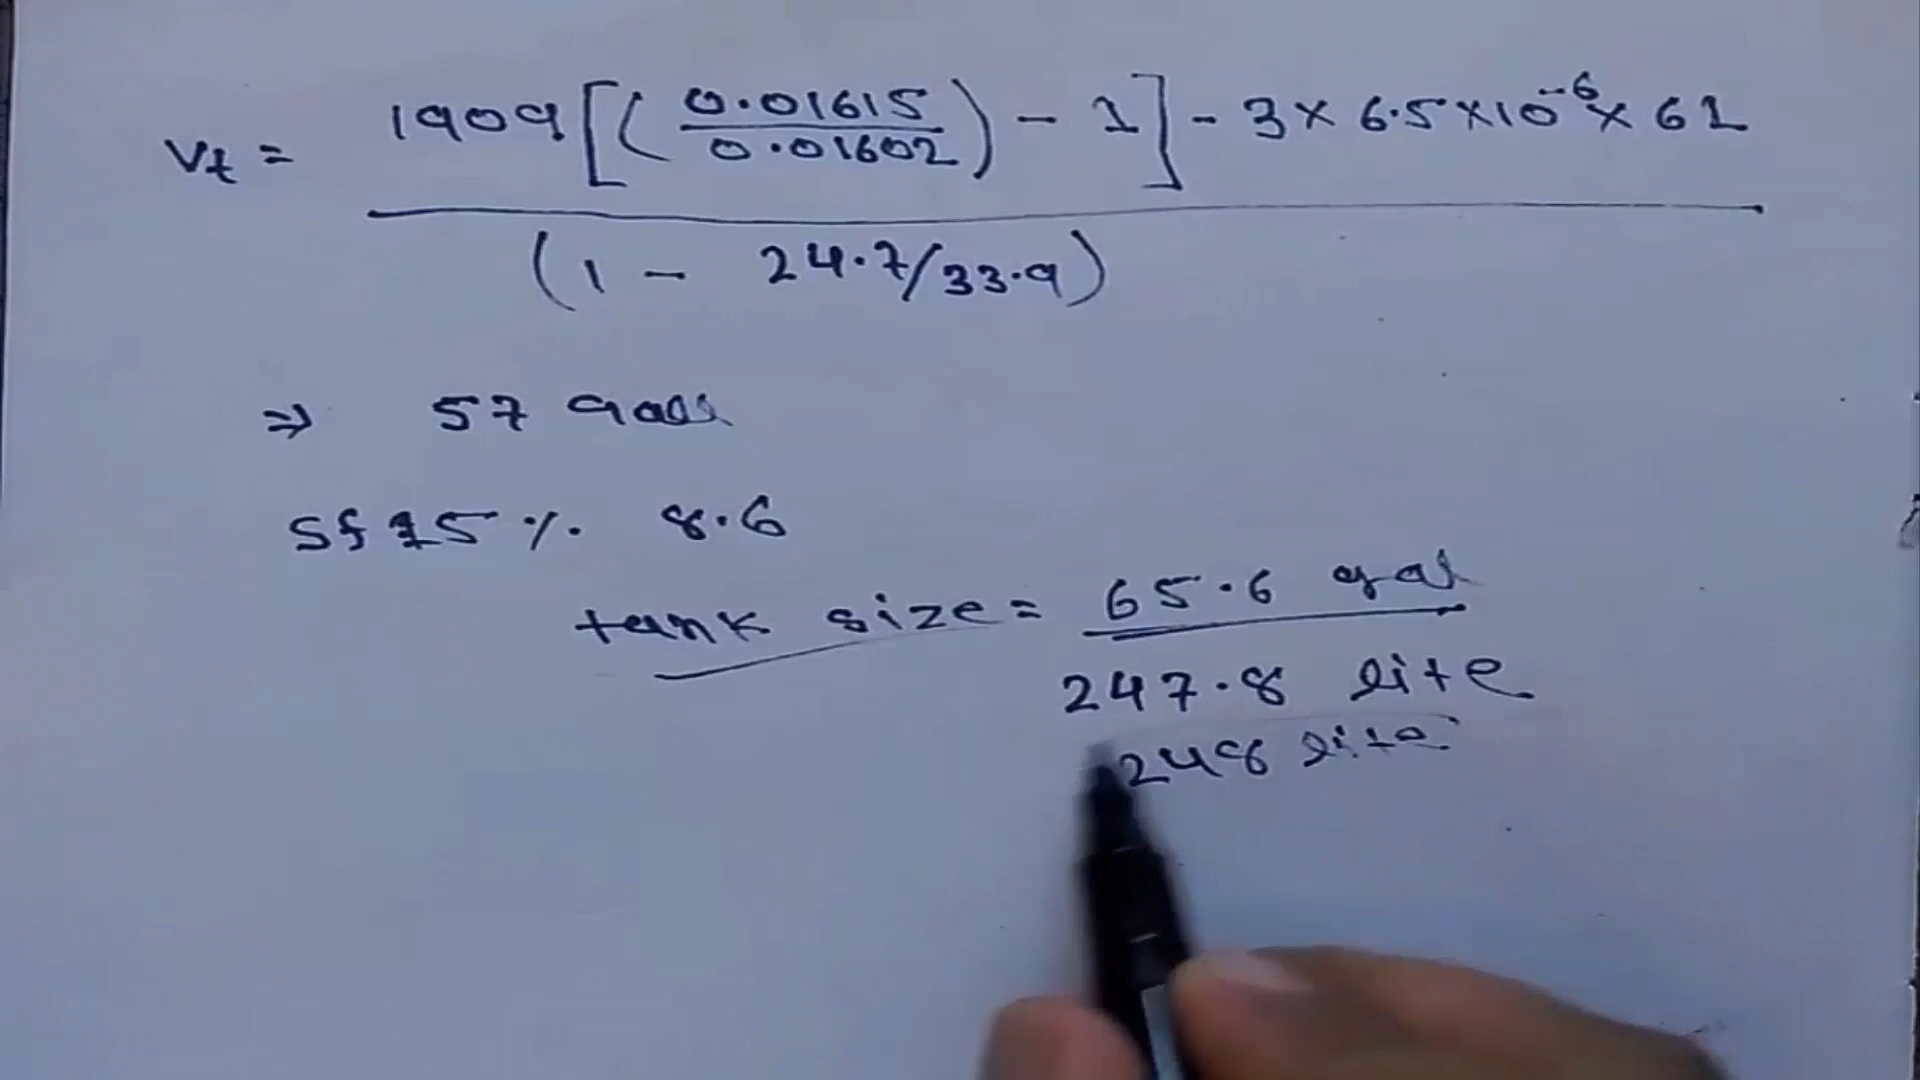 Vt = 1909[(0.01615/0.01602) - 1] - 3 x 6.5 x 10^-6 x 61
(1 - 24.7/33.9)
⇒ 57 gal
Sf 15 % 8.6
tank size = 65.6 gal
247.8 lite
248 lite